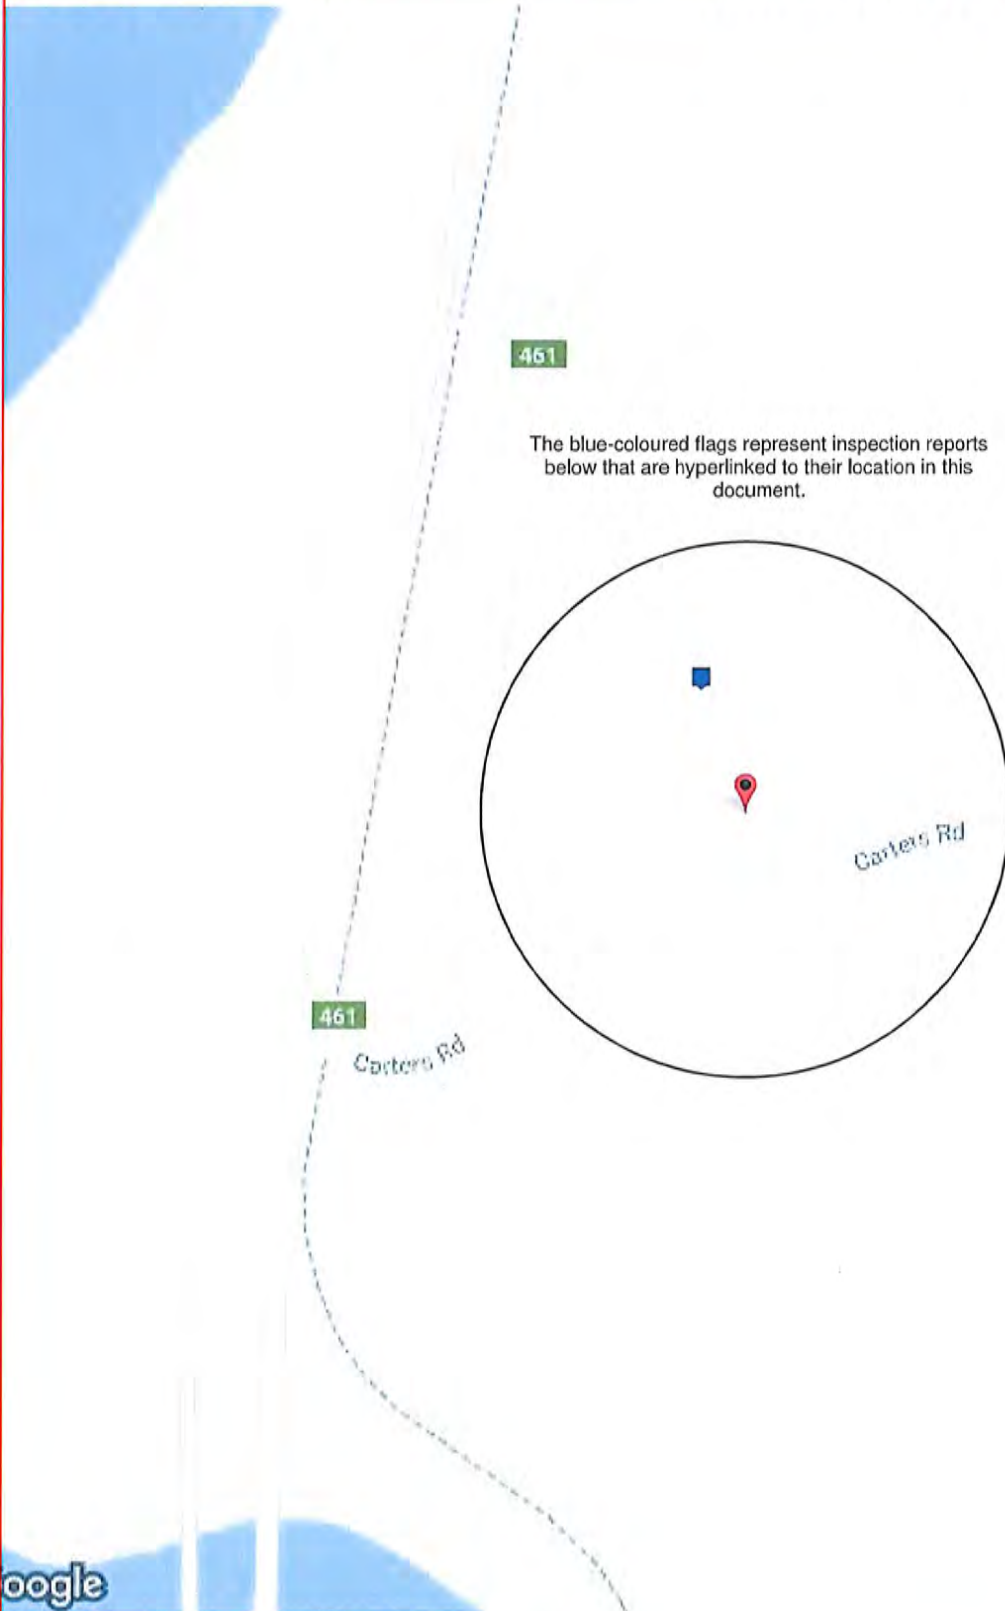 461
The blue-coloured flags represent inspection reports
below that are hyperlinked to their location in this
document.
Carters Rd
461
Carters Rd
oogle